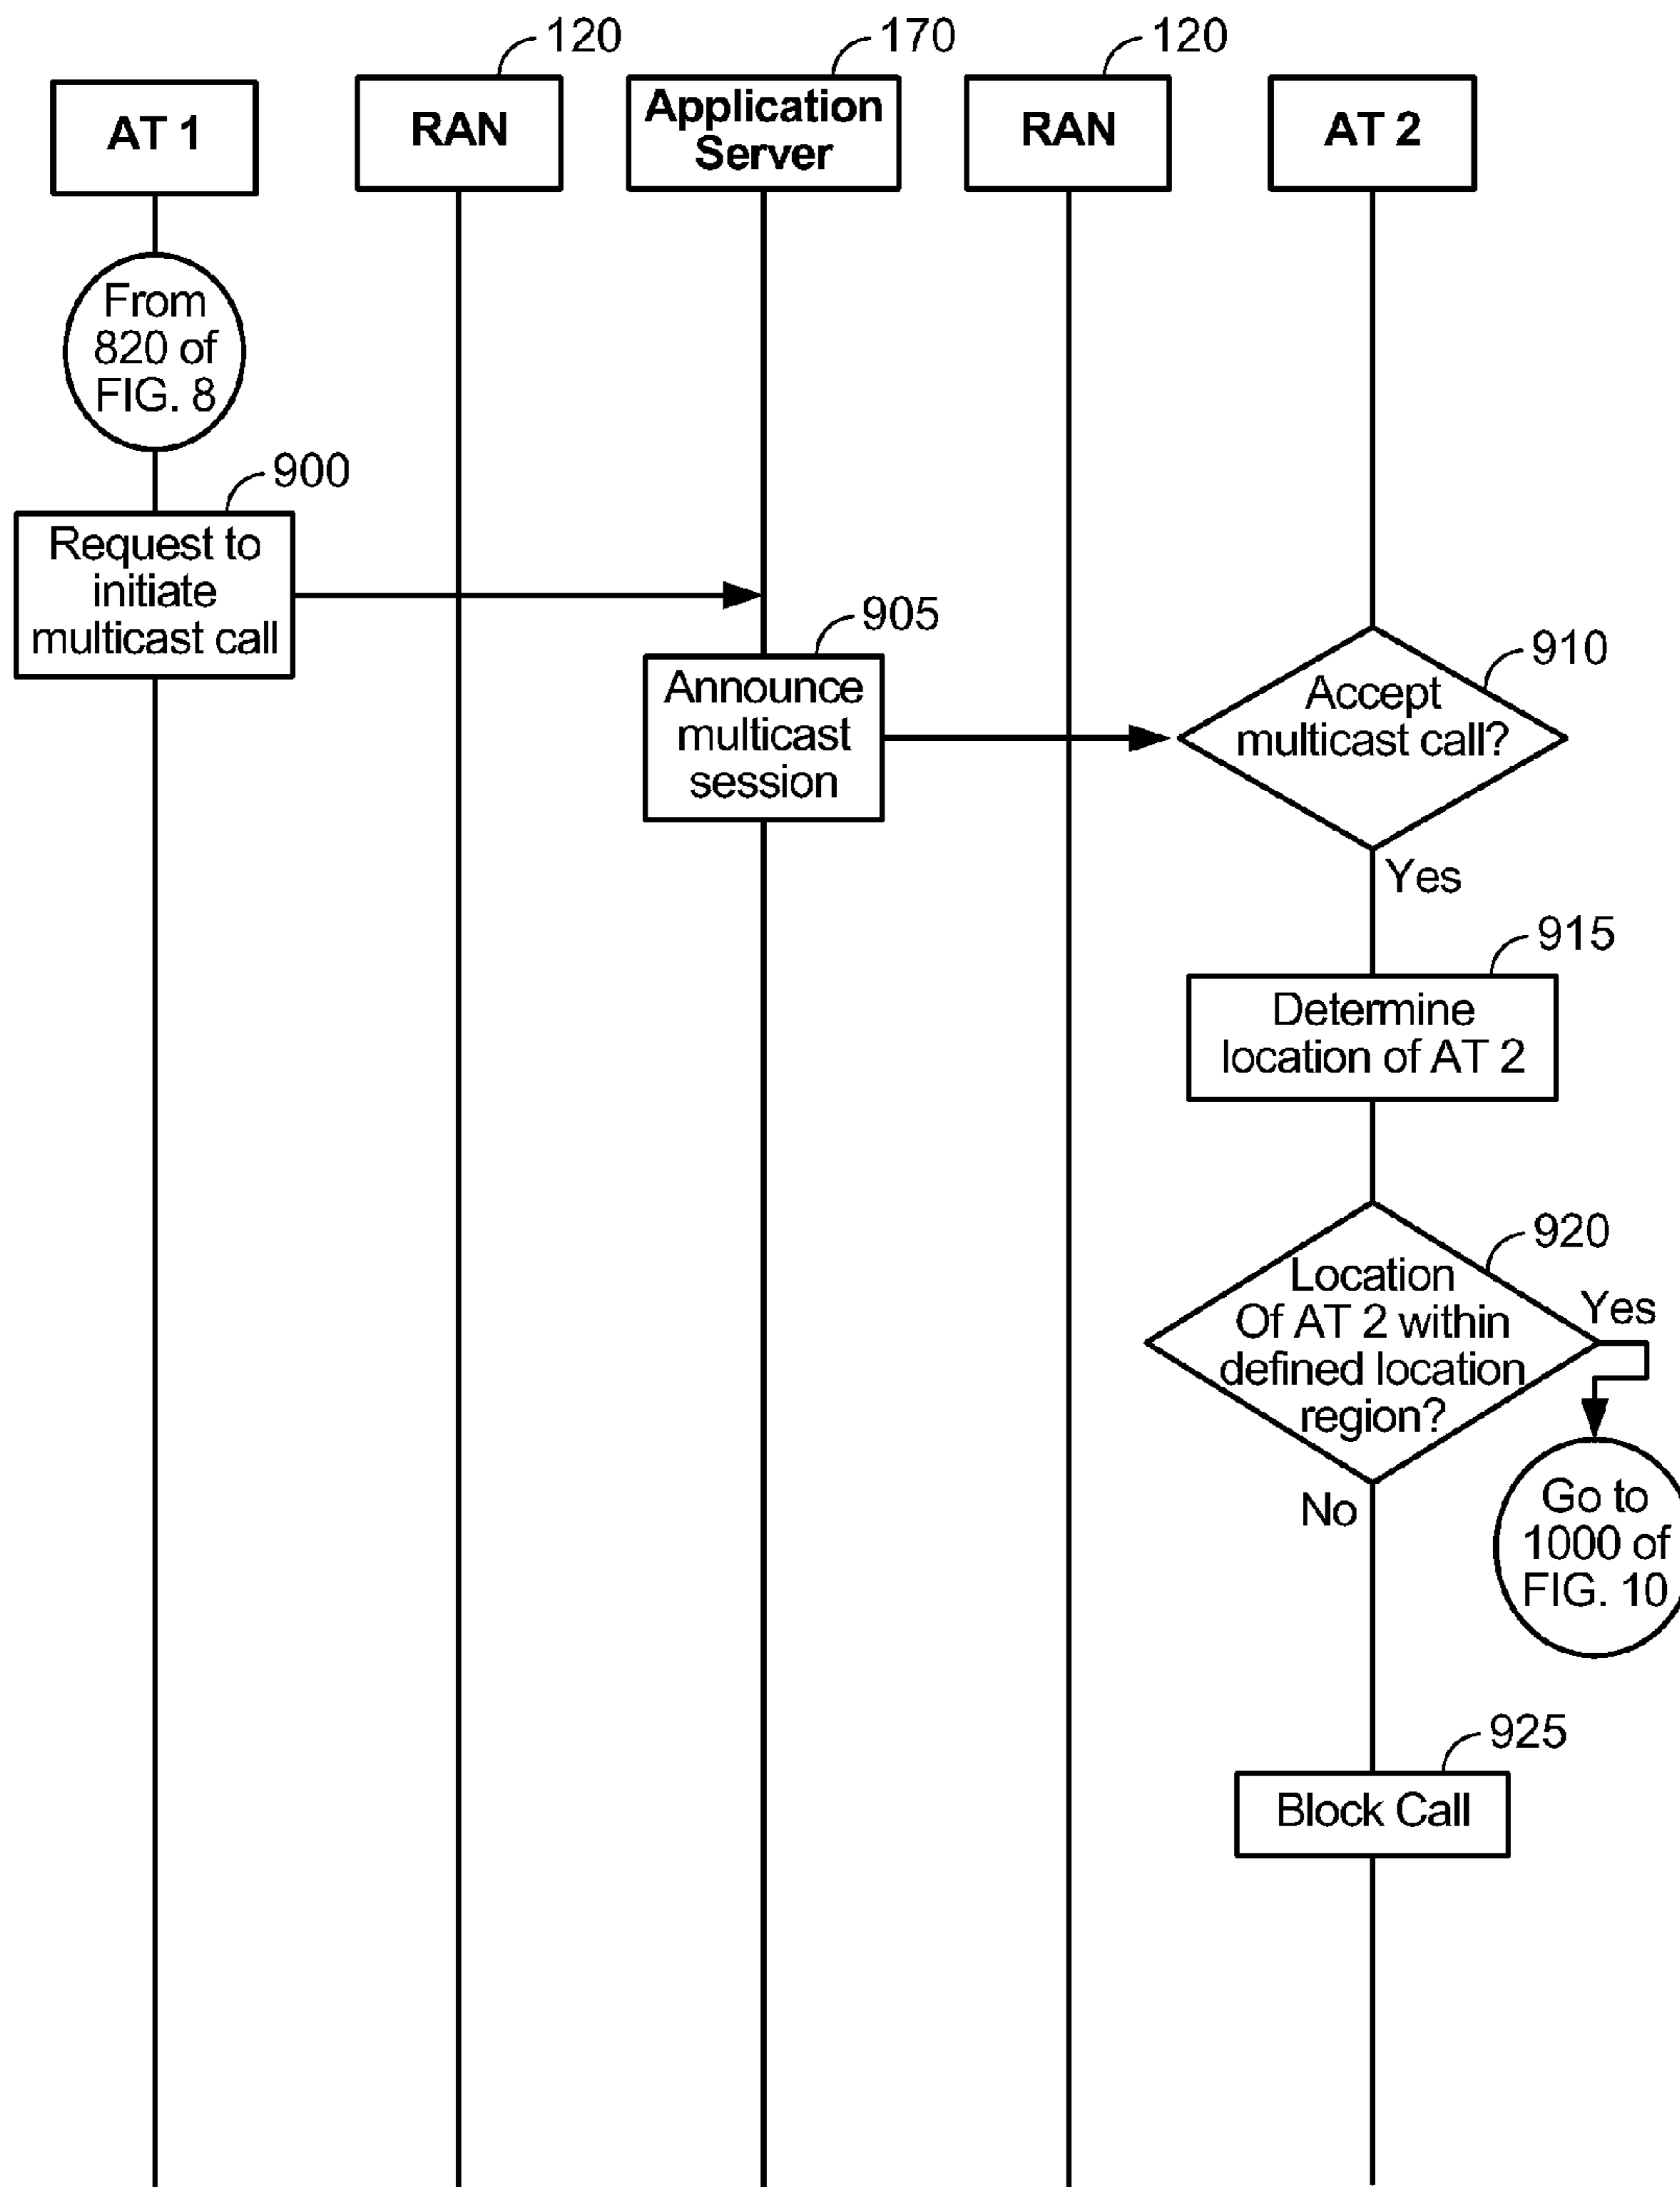 120
170
120
AT 1
RAN
Application
Server
RAN
AT 2
From
820 of
FIG. 8
900
Request to
initiate
multicast call
905
Announce
multicast
session
910
Accept
multicast call?
Yes
915
Determine
location of AT 2
920
Location
Of AT 2 within
defined location
region?
Yes
No
Go to
1000 of
FIG. 10
925
Block Call